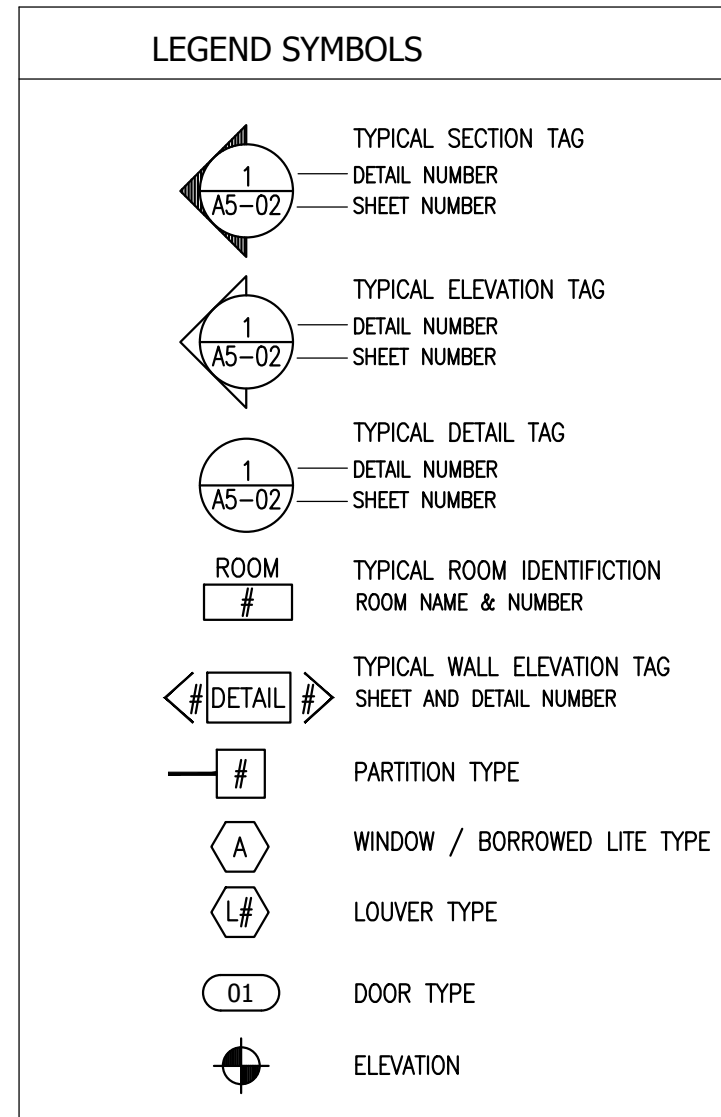 LEGEND SYMBOLS
TYPICAL SECTION TAG
1
DETAIL NUMBER
A5-02
SHEET NUMBER
TYPICAL ELEVATION TAG
1
DETAIL NUMBER
A5-02
SHEET NUMBER
TYPICAL DETAIL TAG
1
DETAIL NUMBER
A5-02
SHEET NUMBER
ROOM
#
TYPICAL ROOM IDENTIFICTION
ROOM NAME & NUMBER
# DETAIL #
TYPICAL WALL ELEVATION TAG
SHEET AND DETAIL NUMBER
#
PARTITION TYPE
A
WINDOW / BORROWED LITE TYPE
L#
LOUVER TYPE
01
DOOR TYPE
ELEVATION